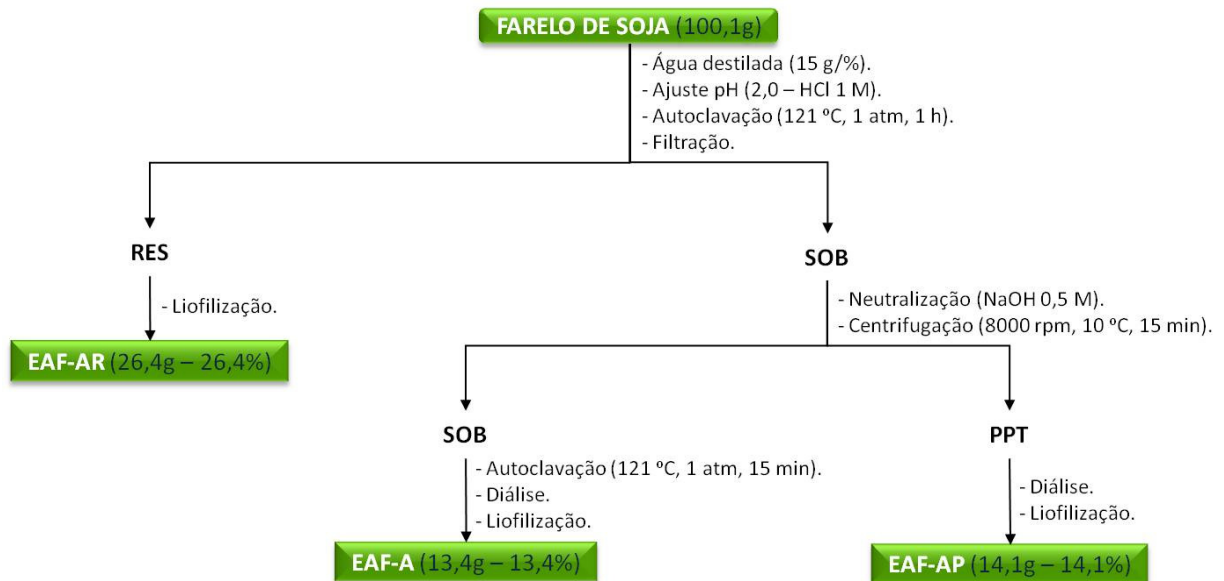 FARELO DE SOJA (100,1g)
- Água destilada (15 g/%).
- Ajuste pH (2,0 – HCl 1 M).
- Autoclavação (121 ºC, 1 atm, 1 h).
- Filtração.
RES
SOB
- Liofilização.
- Neutralização (NaOH 0,5 M).
- Centrifugação (8000 rpm, 10 ºC, 15 min).
EAF-AR (26,4g – 26,4%)
SOB
PPT
- Autoclavação (121 ºC, 1 atm, 15 min).
- Diálise.
- Liofilização.
- Diálise.
- Liofilização.
EAF-A (13,4g – 13,4%)
EAF-AP (14,1g – 14,1%)